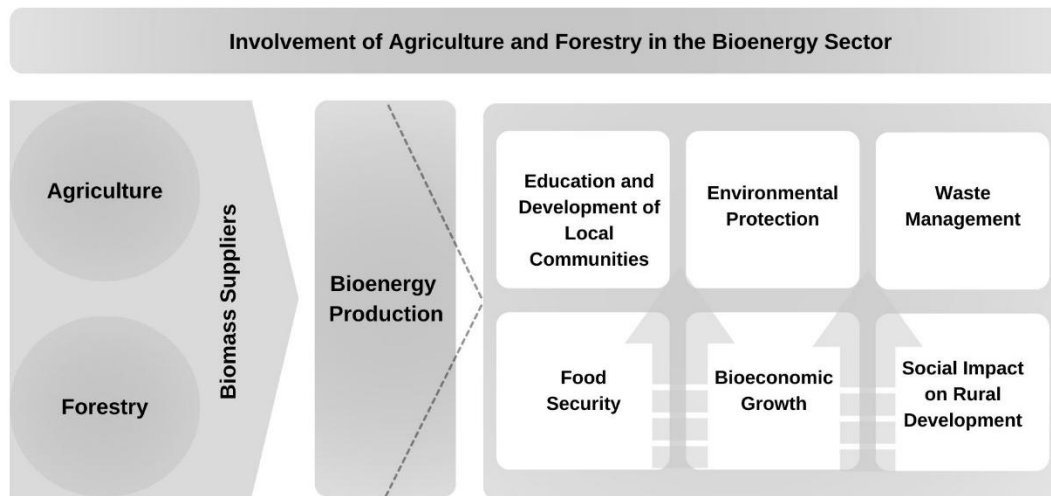 Involvement of Agriculture and Forestry in the Bioenergy Sector
Agriculture
Forestry
Biomass Suppliers
Bioenergy
Production
Education and
Development of
Local
Communities
Environmental
Protection
Waste
Management
Food
Security
Bioeconomic
Growth
Social Impact
on Rural
Development